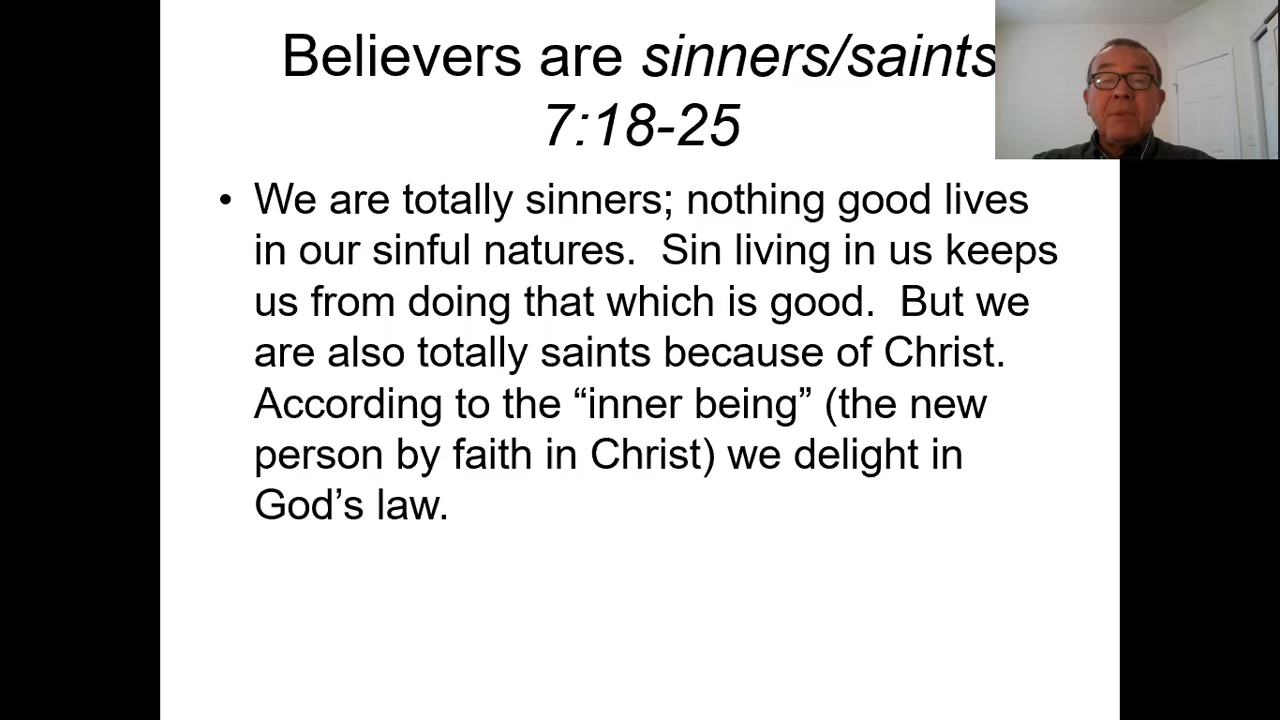 Believers are sinners/saints
7:18-25
• We are totally sinners; nothing good lives
in our sinful natures.  Sin living in us keeps
us from doing that which is good.  But we
are also totally saints because of Christ.
According to the “inner being” (the new
person by faith in Christ) we delight in
God’s law.